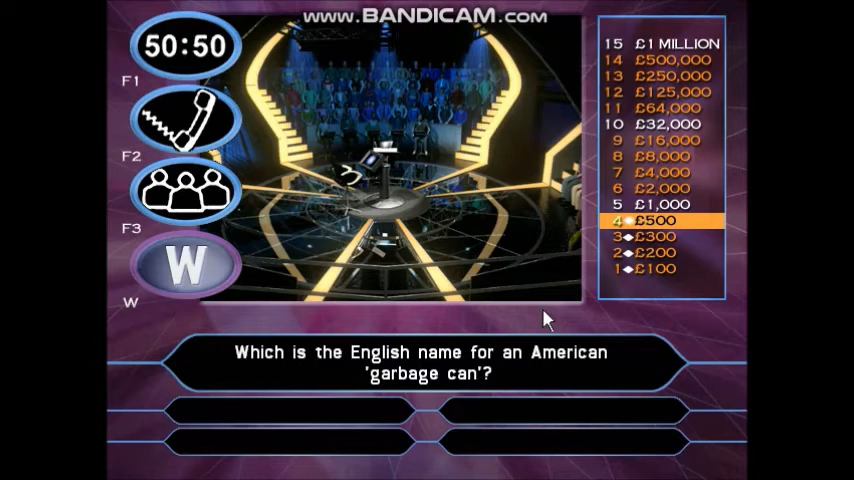 WWW.BANDICAM.COM
50:50
F1
F2
F3
W
W
15 £1 MILLION
14 £500,000
13 £250,000
12 £125,000
11 £64,000
10 £32,000
9 £16,000
8 £8,000
7 £4,000
6 £2,000
5 £1,000
4◆£500
3◆£300
2◆£200
1◆£100
Which is the English name for an American
'garbage can'?